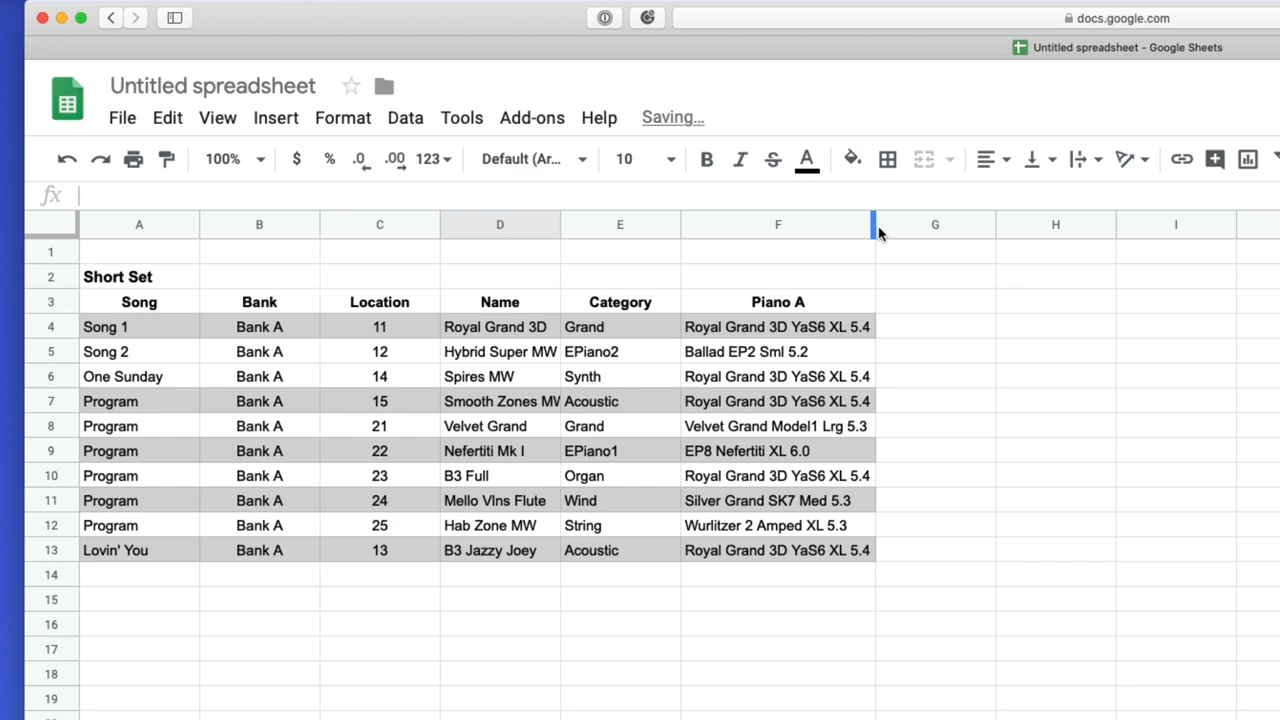 docs.google.com
Untitled spreadsheet - Google Sheets
Untitled spreadsheet
File Edit View Insert Format Data Tools Add-ons Help Saving...
100% $ % .0 .00 123 Default (Ar... 10 B I S A
fx
A B C D E F G H I
1
2 Short Set
3 Song Bank Location Name Category Piano A
4 Song 1 Bank A 11 Royal Grand 3D Grand Royal Grand 3D YaS6 XL 5.4
5 Song 2 Bank A 12 Hybrid Super MW EPiano2 Ballad EP2 Sml 5.2
6 One Sunday Bank A 14 Spires MW Synth Royal Grand 3D YaS6 XL 5.4
7 Program Bank A 15 Smooth Zones MW Acoustic Royal Grand 3D YaS6 XL 5.4
8 Program Bank A 21 Velvet Grand Grand Velvet Grand Model1 Lrg 5.3
9 Program Bank A 22 Nefertiti Mk I EPiano1 EP8 Nefertiti XL 6.0
10 Program Bank A 23 B3 Full Organ Royal Grand 3D YaS6 XL 5.4
11 Program Bank A 24 Mello Vlns Flute Wind Silver Grand SK7 Med 5.3
12 Program Bank A 25 Hab Zone MW String Wurlitzer 2 Amped XL 5.3
13 Lovin' You Bank A 13 B3 Jazzy Joey Acoustic Royal Grand 3D YaS6 XL 5.4
14
15
16
17
18
19